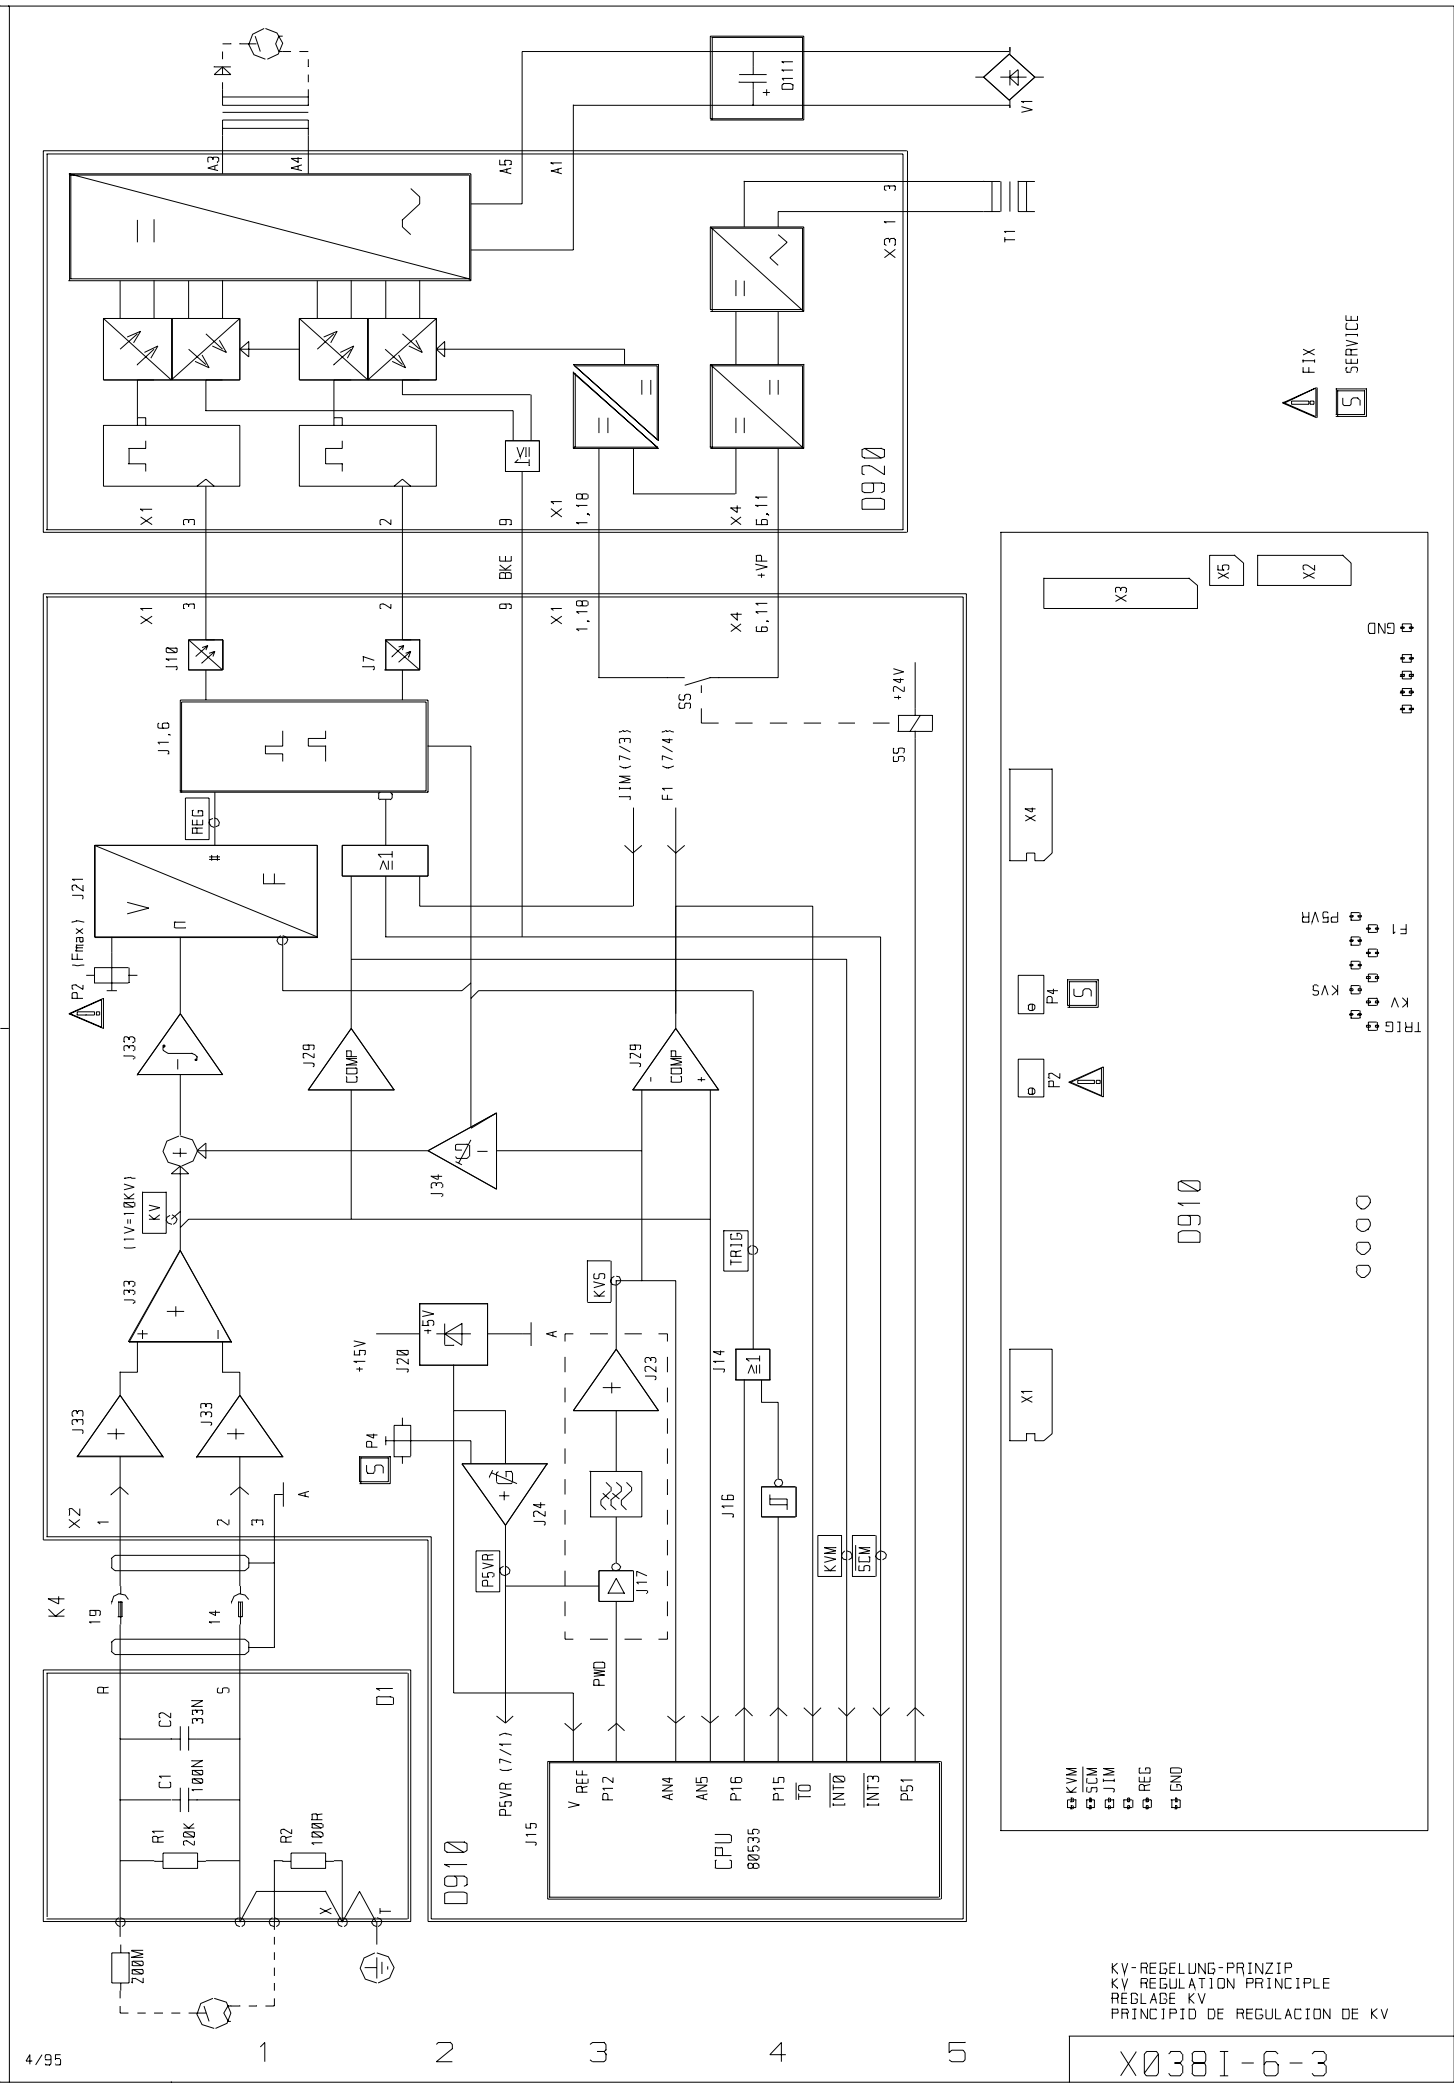 A3
A4
A5
A1
+
D111
V1
X3 1 3
T1
D920
X1
3
2
9
X1
1,18
X4
6,11
BKE
+VP
X1
3
2
9
X1
1,18
X4
6,11
FIX
S SERVICE
J10
J7
J1,6
REG
SS
+24V
SS
JIM (7/3)
F1 (7/4)
P2 (Fmax)
J21
V
F
#
n
≥1
J33
J29
COMP
J29
COMP
-
+
J34
(1V=10KV)
KV
J33
+
-
J33
J33
X2
1
2
3
A
K4
19
14
R
S
D1
C2
33N
C1
100N
R1
20K
R2
100R
X
T
200M
+15V
J20
+5V
A
S P4
J24
P5VR
P5VR (7/1)
KVS
J23
J17
PWD
TRIG
J14
≥1
J16
KVM
SCM
D910
J15
CPU
80535
V REF
P12
AN4
AN5
P16
P15
T0
INT0
INT3
P51
X3
X5
X2
GND
X4
P5VR
F1
KVS
KV
TRIG
P4
S
P2
D910
X1
KVM
SCM
JIM
REG
GND
KV-REGELUNG-PRINZIP
KV REGULATION PRINCIPLE
REGLAGE KV
PRINCIPID DE REGULACION DE KV
4/95
1
2
3
4
5
X038I-6-3